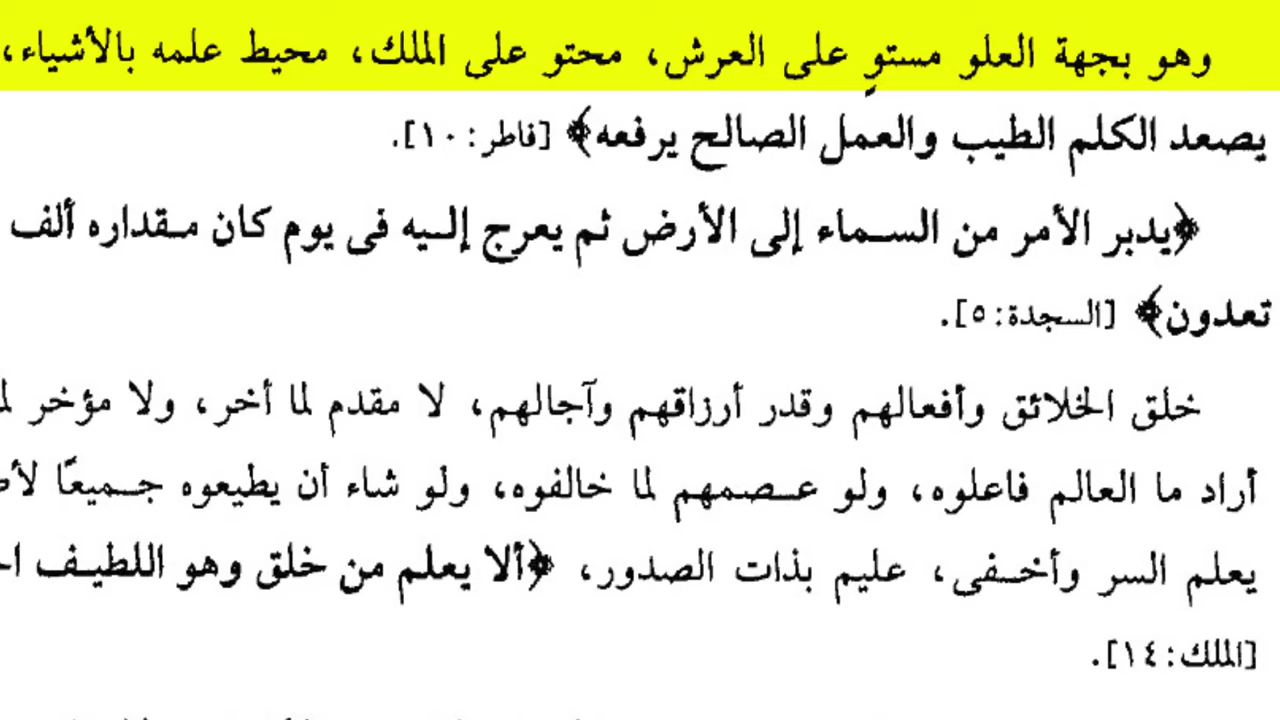 وهو بجهة العلو مستوٍ على العرش، محتو على الملك، محيط علمه بالأشياء،
يصعد الكلم الطيب والعمل الصالح يرفعه﴾ [فاطر: ١٠].
﴿يدبر الأمر من السماء إلى الأرض ثم يعرج إليه فى يوم كان مقداره ألف
تعدون﴾ [السجدة: ٥].
خلق الخلائق وأفعالهم وقدر أرزاقهم وآجالهم، لا مقدم لما أخر، ولا مؤخر
أراد ما العالم فاعلوه، ولو عصمهم لما خالفوه، ولو شاء أن يطيعوه جميعًا
يعلم السر وأخفى، عليم بذات الصدور، ﴿ألا يعلم من خلق وهو اللطيف
[الملك: ١٤].